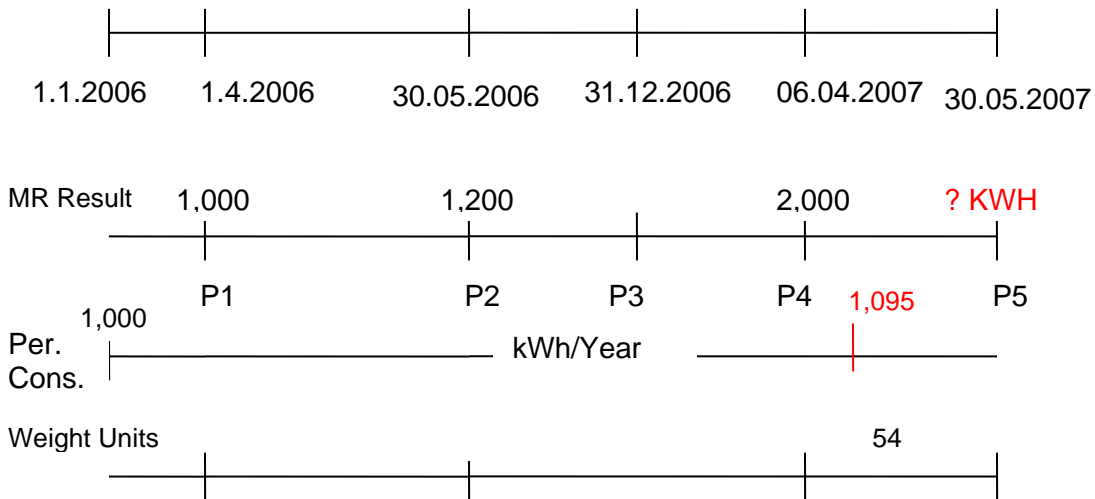 1.1.2006 1.4.2006 30.05.2006 31.12.2006 06.04.2007 30.05.2007
MR Result 1,000 1,200 2,000 ? KWH
P1 P2 P3 P4 1,095 P5
1,000
Per. kWh/Year
Cons.
Weight Units 54